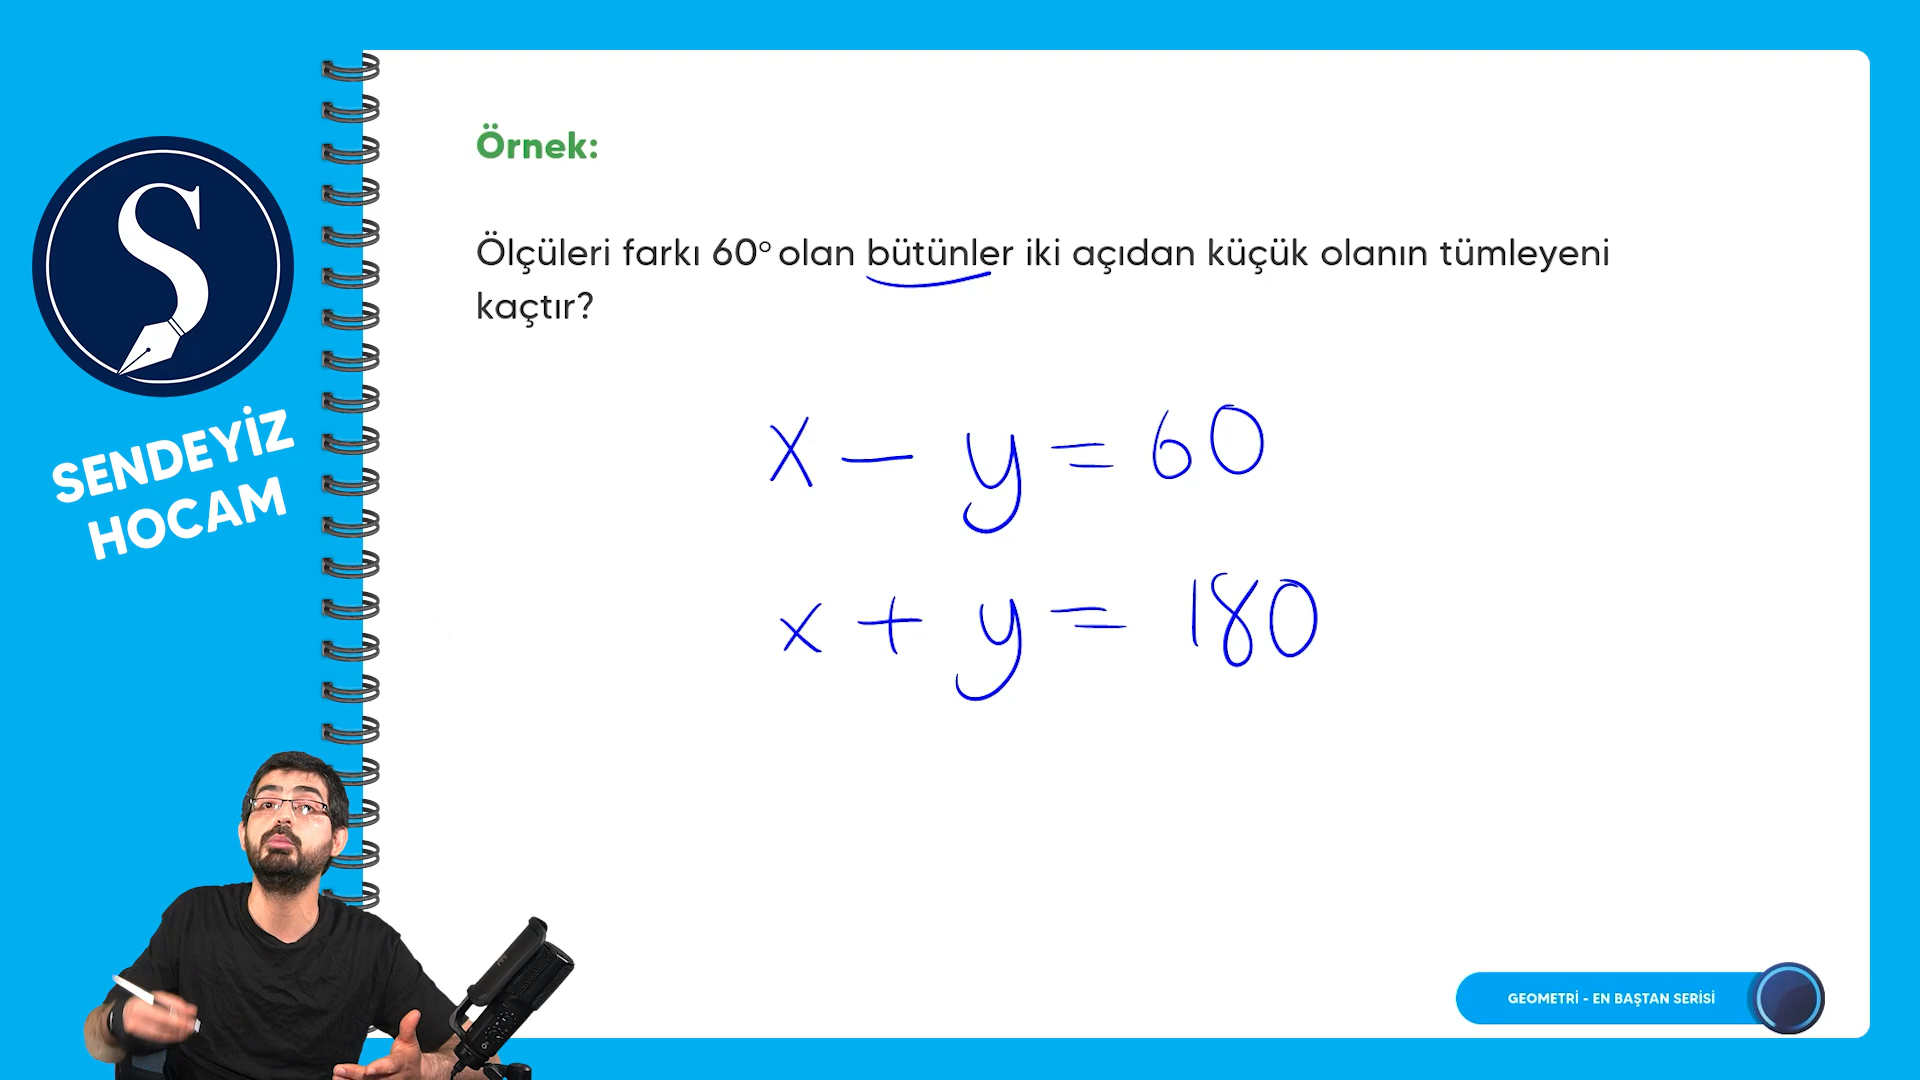 SENDEYİZ
HOCAM
Örnek:
Ölçüleri farkı 60° olan bütünler iki açıdan küçük olanın tümleyeni
kaçtır?
x - y = 60
x + y = 180
GEOMETRİ - EN BAŞTAN SERİSİ